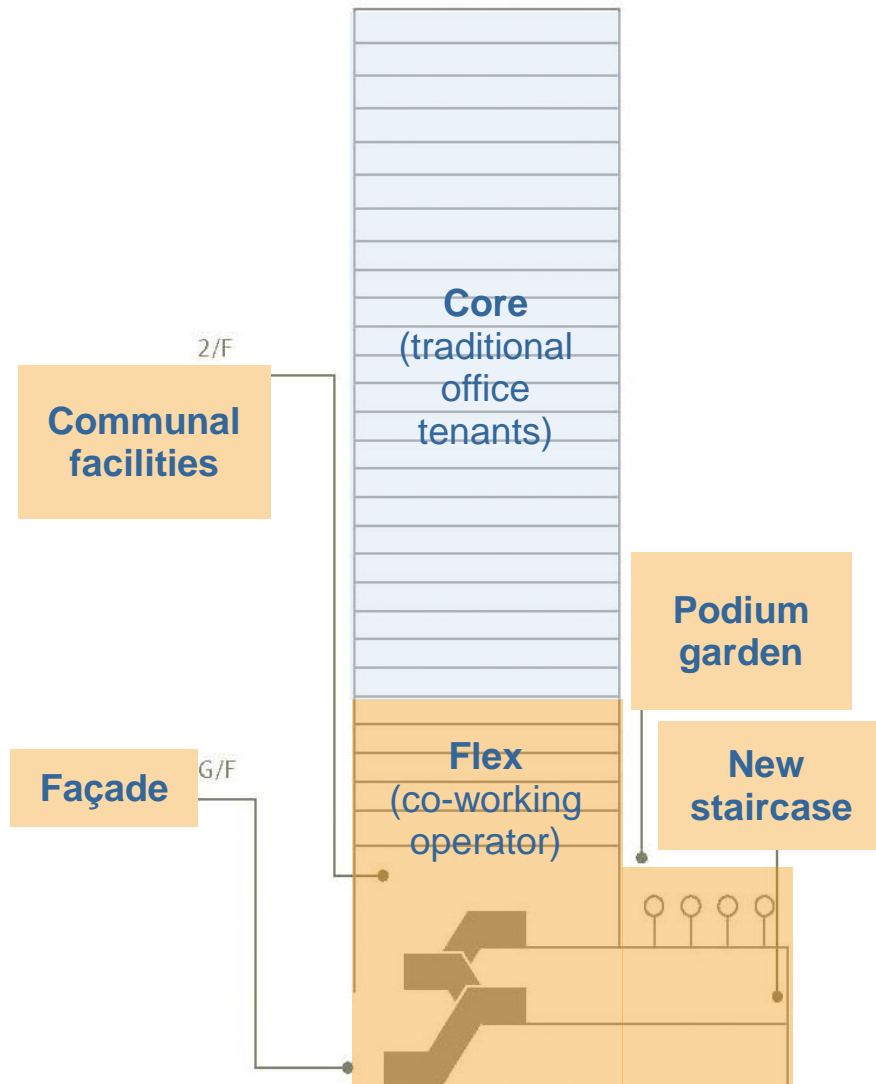 Core
(traditional
office
tenants)
2/F
Communal
facilities
Podium
garden
G/F
Façade
Flex
(co-working
operator)
New
staircase